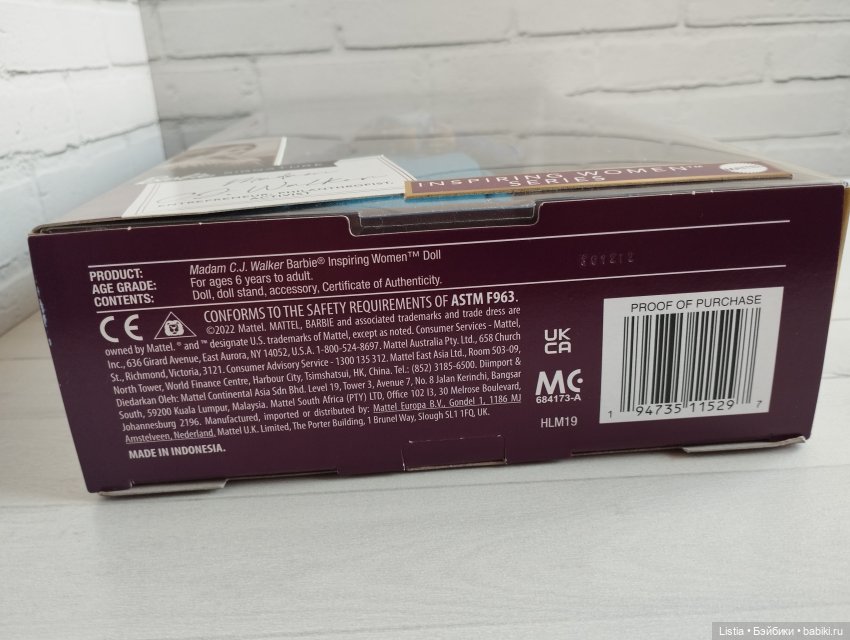 INSPIRING WOMEN™
SERIES
ENTREPRENEUR, PHILANTHROPIST,
PRODUCT: Madam C.J. Walker Barbie® Inspiring Women™ Doll
AGE GRADE: For ages 6 years to adult.
CONTENTS: Doll, doll stand, accessory, Certificate of Authenticity.
CE
CONFORMS TO THE SAFETY REQUIREMENTS OF ASTM F963.
©2022 Mattel. MATTEL, BARBIE and associated trademarks and trade dress are
owned by Mattel. ® and ™ designate U.S. trademarks of Mattel, except as noted. Consumer Services - Mattel,
Inc., 636 Girard Avenue, East Aurora, NY 14052, U.S.A. 1-800-524-8697. Mattel Australia Pty. Ltd., 658 Church
St., Richmond, Victoria, 3121. Consumer Advisory Service - 1300 135 312. Mattel East Asia Ltd., Room 503-09,
North Tower, World Finance Centre, Harbour City, Tsimshatsui, HK, China. Tel.: (852) 3185-6500. Diimport &
Diedarkan Oleh: Mattel Continental Asia Sdn Bhd. Level 19, Tower 3, Avenue 7, No. 8 Jalan Kerinchi, Bangsar
South, 59200 Kuala Lumpur, Malaysia. Mattel South Africa (PTY) LTD, Office 102 I3, 30 Melrose Boulevard,
Johannesburg 2196. Manufactured, imported or distributed by: Mattel Europa B.V., Gondel 1, 1186 MJ
Amstelveen, Nederland. Mattel U.K. Limited, The Porter Building, 1 Brunel Way, Slough SL1 1FQ, UK.
MADE IN INDONESIA.
UK
CA
MC
684173-A
HLM19
PROOF OF PURCHASE
1 94735 11529 7
Listia • Бэйбики • babiki.ru